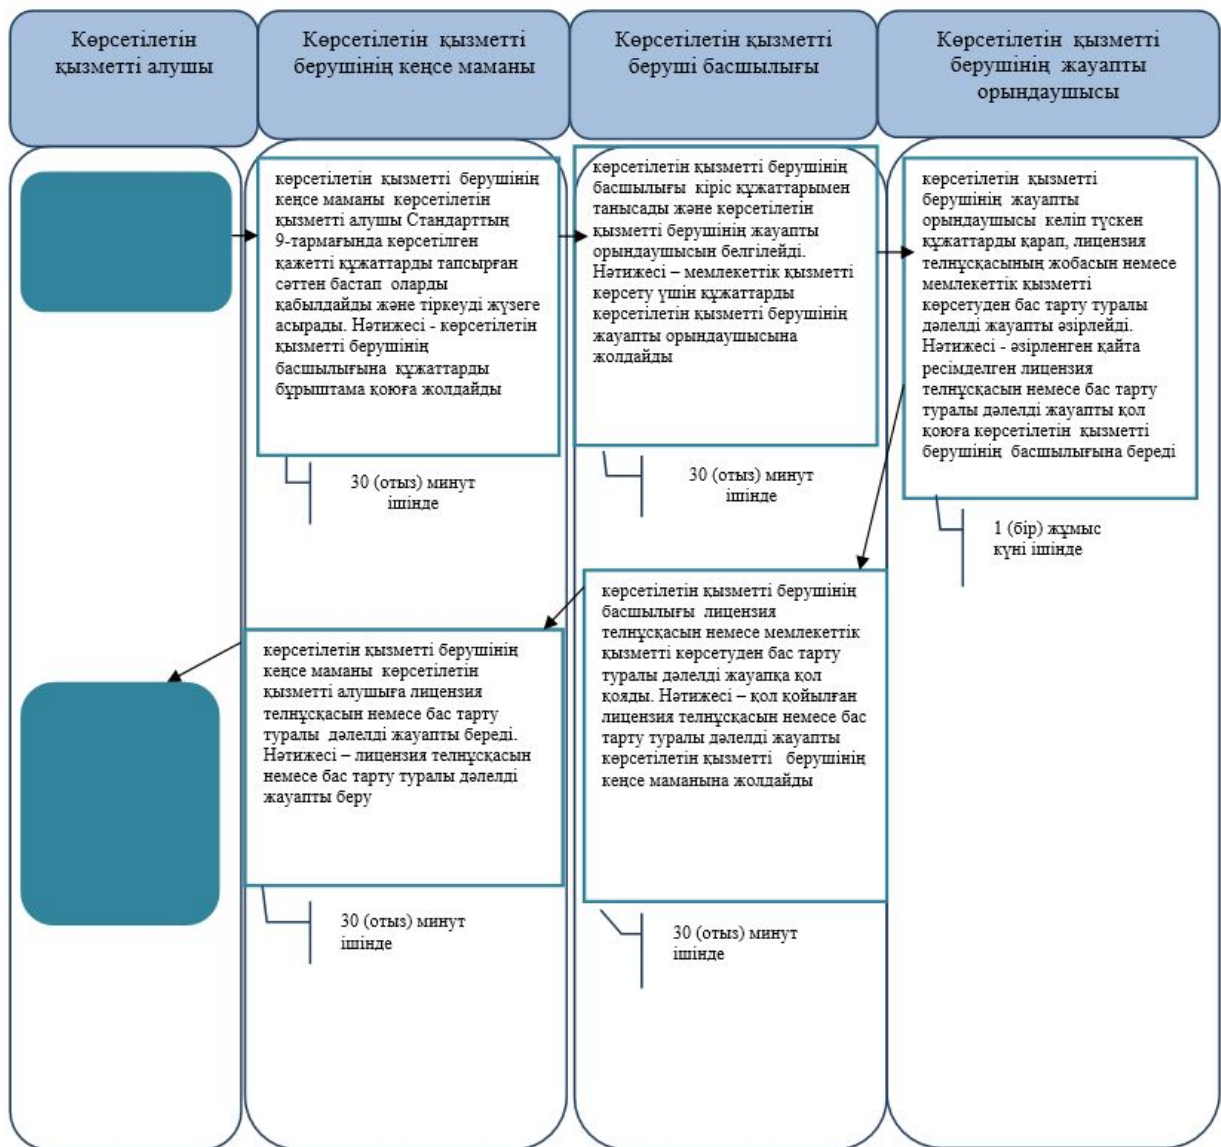 Көрсетілетін
қызметті алушы
Көрсетілетін қызметті
берушінің кеңсе маманы
Көрсетілетін қызметті
беруші басшылығы
Көрсетілетін қызметті
берушінің жауапты
орындаушысы
көрсетілетін қызметті берушінің
кеңсе маманы көрсетілетін
қызметті алушы Стандарттың
9-тармағында көрсетілген
қажетті құжаттарды тапсырған
сәттен бастап оларды
қабылдайды және тіркеуді жүзеге
асырады. Нәтижесі - көрсетілетін
қызметті берушінің
басшылығына құжаттарды
бұрыштама қоюға жолдайды
30 (отыз) минут
ішінде
көрсетілетін қызметті берушінің
басшылығы кіріс құжаттарымен
танысады және көрсетілетін
қызметті берушінің жауапты
орындаушысын белгілейді.
Нәтижесі – мемлекеттік қызметті
көрсету үшін құжаттарды
көрсетілетін қызметті берушінің
жауапты орындаушысына
жолдайды
30 (отыз) минут
ішінде
көрсетілетін қызметті
берушінің жауапты
орындаушысы келіп түскен
құжаттарды қарап, лицензия
телнұсқасының жобасын немесе
мемлекеттік қызметті
көрсетуден бас тарту туралы
дәлелді жауапты әзірлейді.
Нәтижесі - әзірленген қайта
ресімделген лицензия
телнұсқасын немесе бас тарту
туралы дәлелді жауапты қол
қоюға көрсетілетін қызметті
берушінің басшылығына береді
1 (бір) жұмыс
күні ішінде
көрсетілетін қызметті берушінің
басшылығы лицензия
телнұсқасын немесе мемлекеттік
қызметті көрсетуден бас тарту
туралы дәлелді жауапқа қол
қояды. Нәтижесі – қол қойылған
лицензия телнұсқасын немесе бас
тарту туралы дәлелді жауапты
көрсетілетін қызметті берушінің
кеңсе маманына жолдайды
30 (отыз) минут
ішінде
көрсетілетін қызметті берушінің
кеңсе маманы көрсетілетін
қызметті алушыға лицензия
телнұсқасын немесе бас тарту
туралы дәлелді жауапты береді.
Нәтижесі – лицензия телнұсқасын
немесе бас тарту туралы дәлелді
жауапты беру
30 (отыз) минут
ішінде